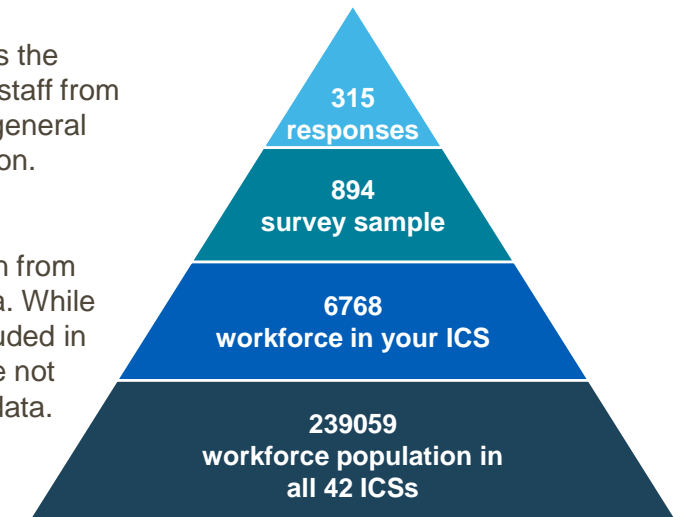 s the
staff from
general
on.
n from
a. While
uded in
e not
data.
315
responses
894
survey sample
6768
workforce in your ICS
239059
workforce population in
all 42 ICSs